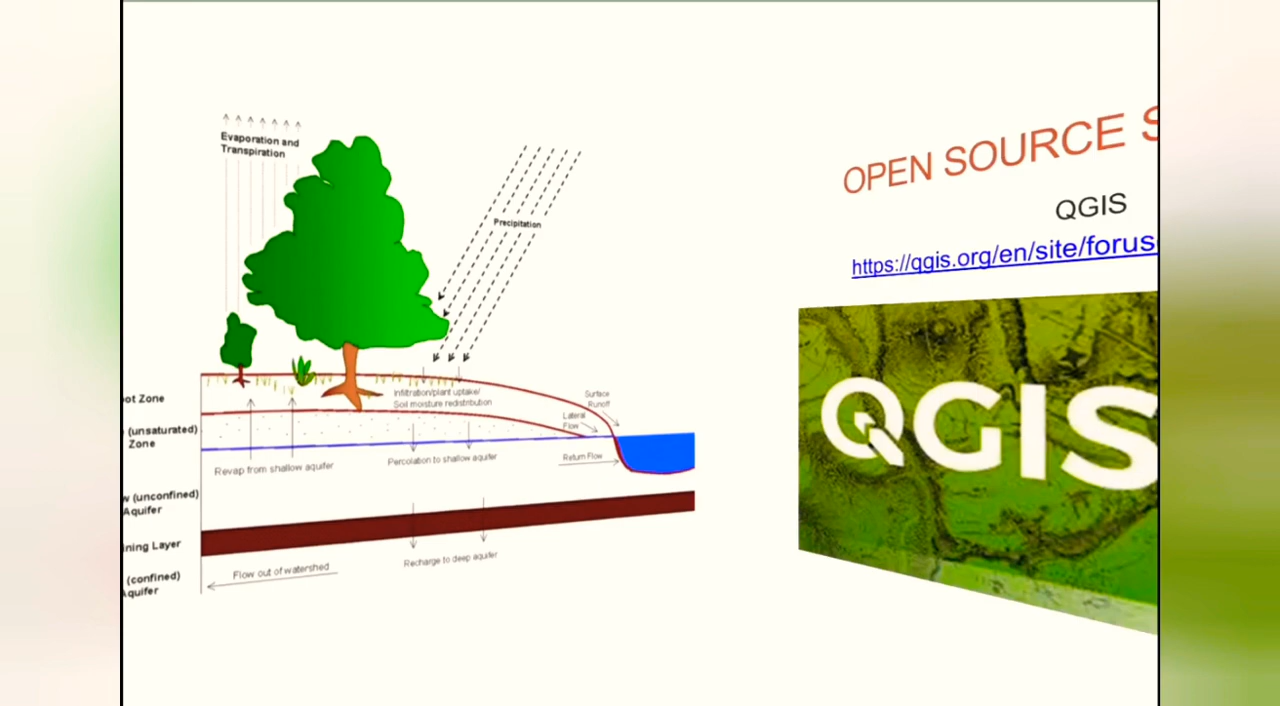 Evaporation and
Transpiration
Precipitation
Infiltration/plant uptake/
Soil moisture redistribution
Surface
Runoff
Lateral
Flow
ot Zone
(unsaturated)
Zone
Revap from shallow aquifer
Percolation to shallow aquifer
Return Flow
w (unconfined)
Aquifer
ning Layer
Recharge to deep aquifer
Flow out of watershed
(confined)
Aquifer
OPEN SOURCE S
QGIS
https://qgis.org/en/site/forus
QGIS